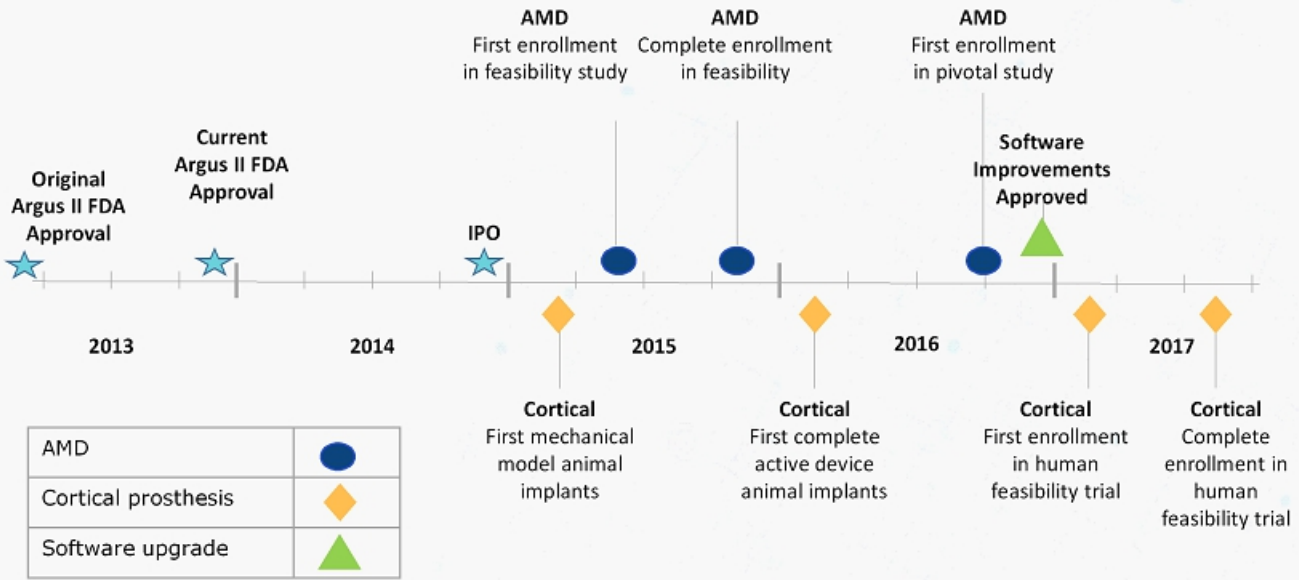 AMD
First enrollment
in feasibility study
AMD
Complete enrollment
in feasibility
AMD
First enrollment
in pivotal study
Original
Argus II FDA
Approval
Current
Argus II FDA
Approval
IPO
Software
Improvements
Approved
2013
2014
2015
2016
2017
Cortical
First mechanical
model animal
implants
Cortical
First complete
active device
animal implants
Cortical
First enrollment
in human
feasibility trial
Cortical
Complete
enrollment in
human
feasibility trial
AMD
Cortical prosthesis
Software upgrade